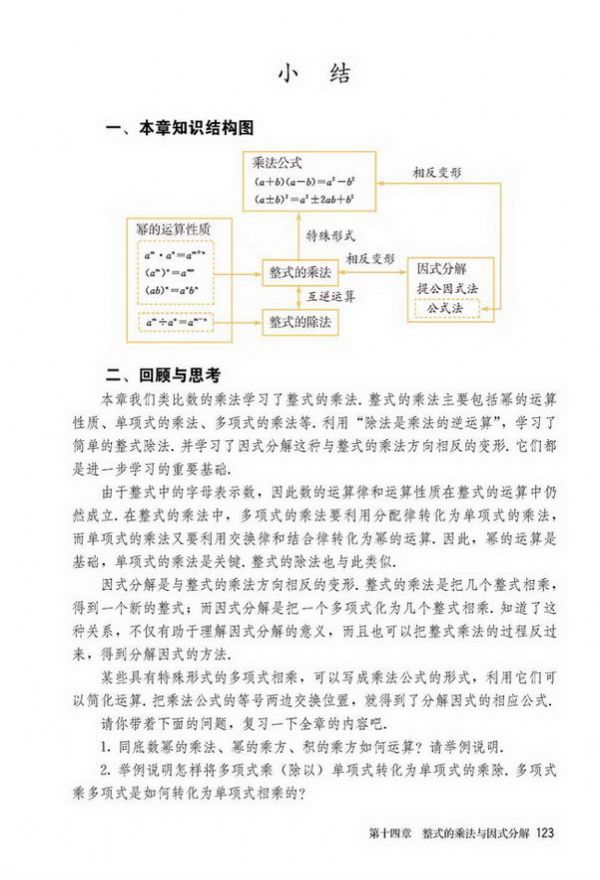 小 结
一、本章知识结构图
乘法公式
(a+b)(a−b)=a²−b²
(a±b)²=a²±2ab+b²
相反变形
特殊形式
幂的运算性质
aᵐ·aⁿ=aᵐ⁺ⁿ
(aᵐ)ⁿ=aᵐⁿ
(ab)ⁿ=aⁿbⁿ
aᵐ÷aⁿ=aᵐ⁻ⁿ
整式的乘法
互逆运算
整式的除法
相反变形
因式分解
提公因式法
公式法
二、回顾与思考
本章我们类比数的乘法学习了整式的乘法.整式的乘法主要包括幂的运算
性质、单项式的乘法、多项式的乘法等.利用“除法是乘法的逆运算”，学习了
简单的整式除法.并学习了因式分解这种与整式的乘法方向相反的变形.它们都
是进一步学习的重要基础.
由于整式中的字母表示数，因此数的运算律和运算性质在整式的运算中仍
然成立.在整式的乘法中，多项式的乘法要利用分配律转化为单项式的乘法，
而单项式的乘法又要利用交换律和结合律转化为幂的运算.因此，幂的运算是
基础，单项式的乘法是关键.整式的除法也与此类似.
因式分解是与整式的乘法方向相反的变形.整式的乘法是把几个整式相乘，
得到一个新的整式；而因式分解是把一个多项式化为几个整式相乘.知道了这
种关系，不仅有助于理解因式分解的意义，而且也可以把整式乘法的过程反过
来，得到分解因式的方法.
某些具有特殊形式的多项式相乘，可以写成乘法公式的形式，利用它们可
以简化运算.把乘法公式的等号两边交换位置，就得到了分解因式的相应公式.
请你带着下面的问题，复习一下全章的内容吧.
1. 同底数幂的乘法、幂的乘方、积的乘方如何运算？请举例说明.
2. 举例说明怎样将多项式乘（除以）单项式转化为单项式的乘除.多项式
乘多项式是如何转化为单项式相乘的？
第十四章 整式的乘法与因式分解 123